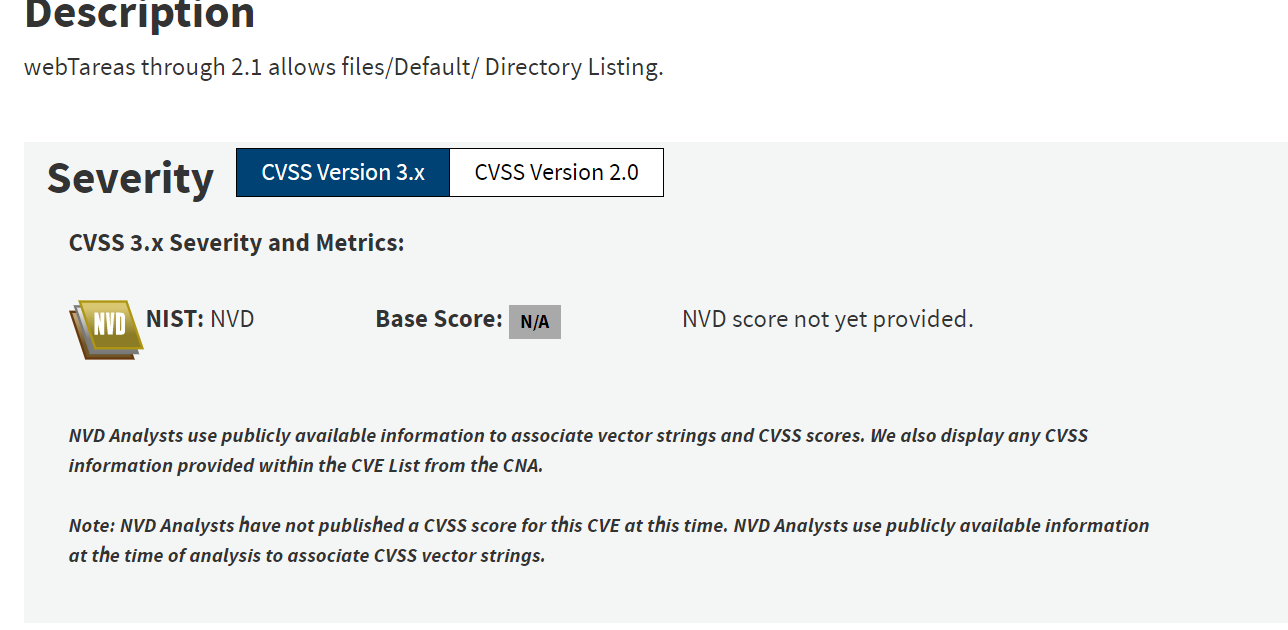 Description
webTareas through 2.1 allows files/Default/ Directory Listing.
Severity CVSS Version 3.x CVSS Version 2.0
CVSS 3.x Severity and Metrics:
NVD NIST: NVD Base Score: N/A NVD score not yet provided.
NVD Analysts use publicly available information to associate vector strings and CVSS scores. We also display any CVSS
information provided within the CVE List from the CNA.
Note: NVD Analysts have not published a CVSS score for this CVE at this time. NVD Analysts use publicly available information
at the time of analysis to associate CVSS vector strings.